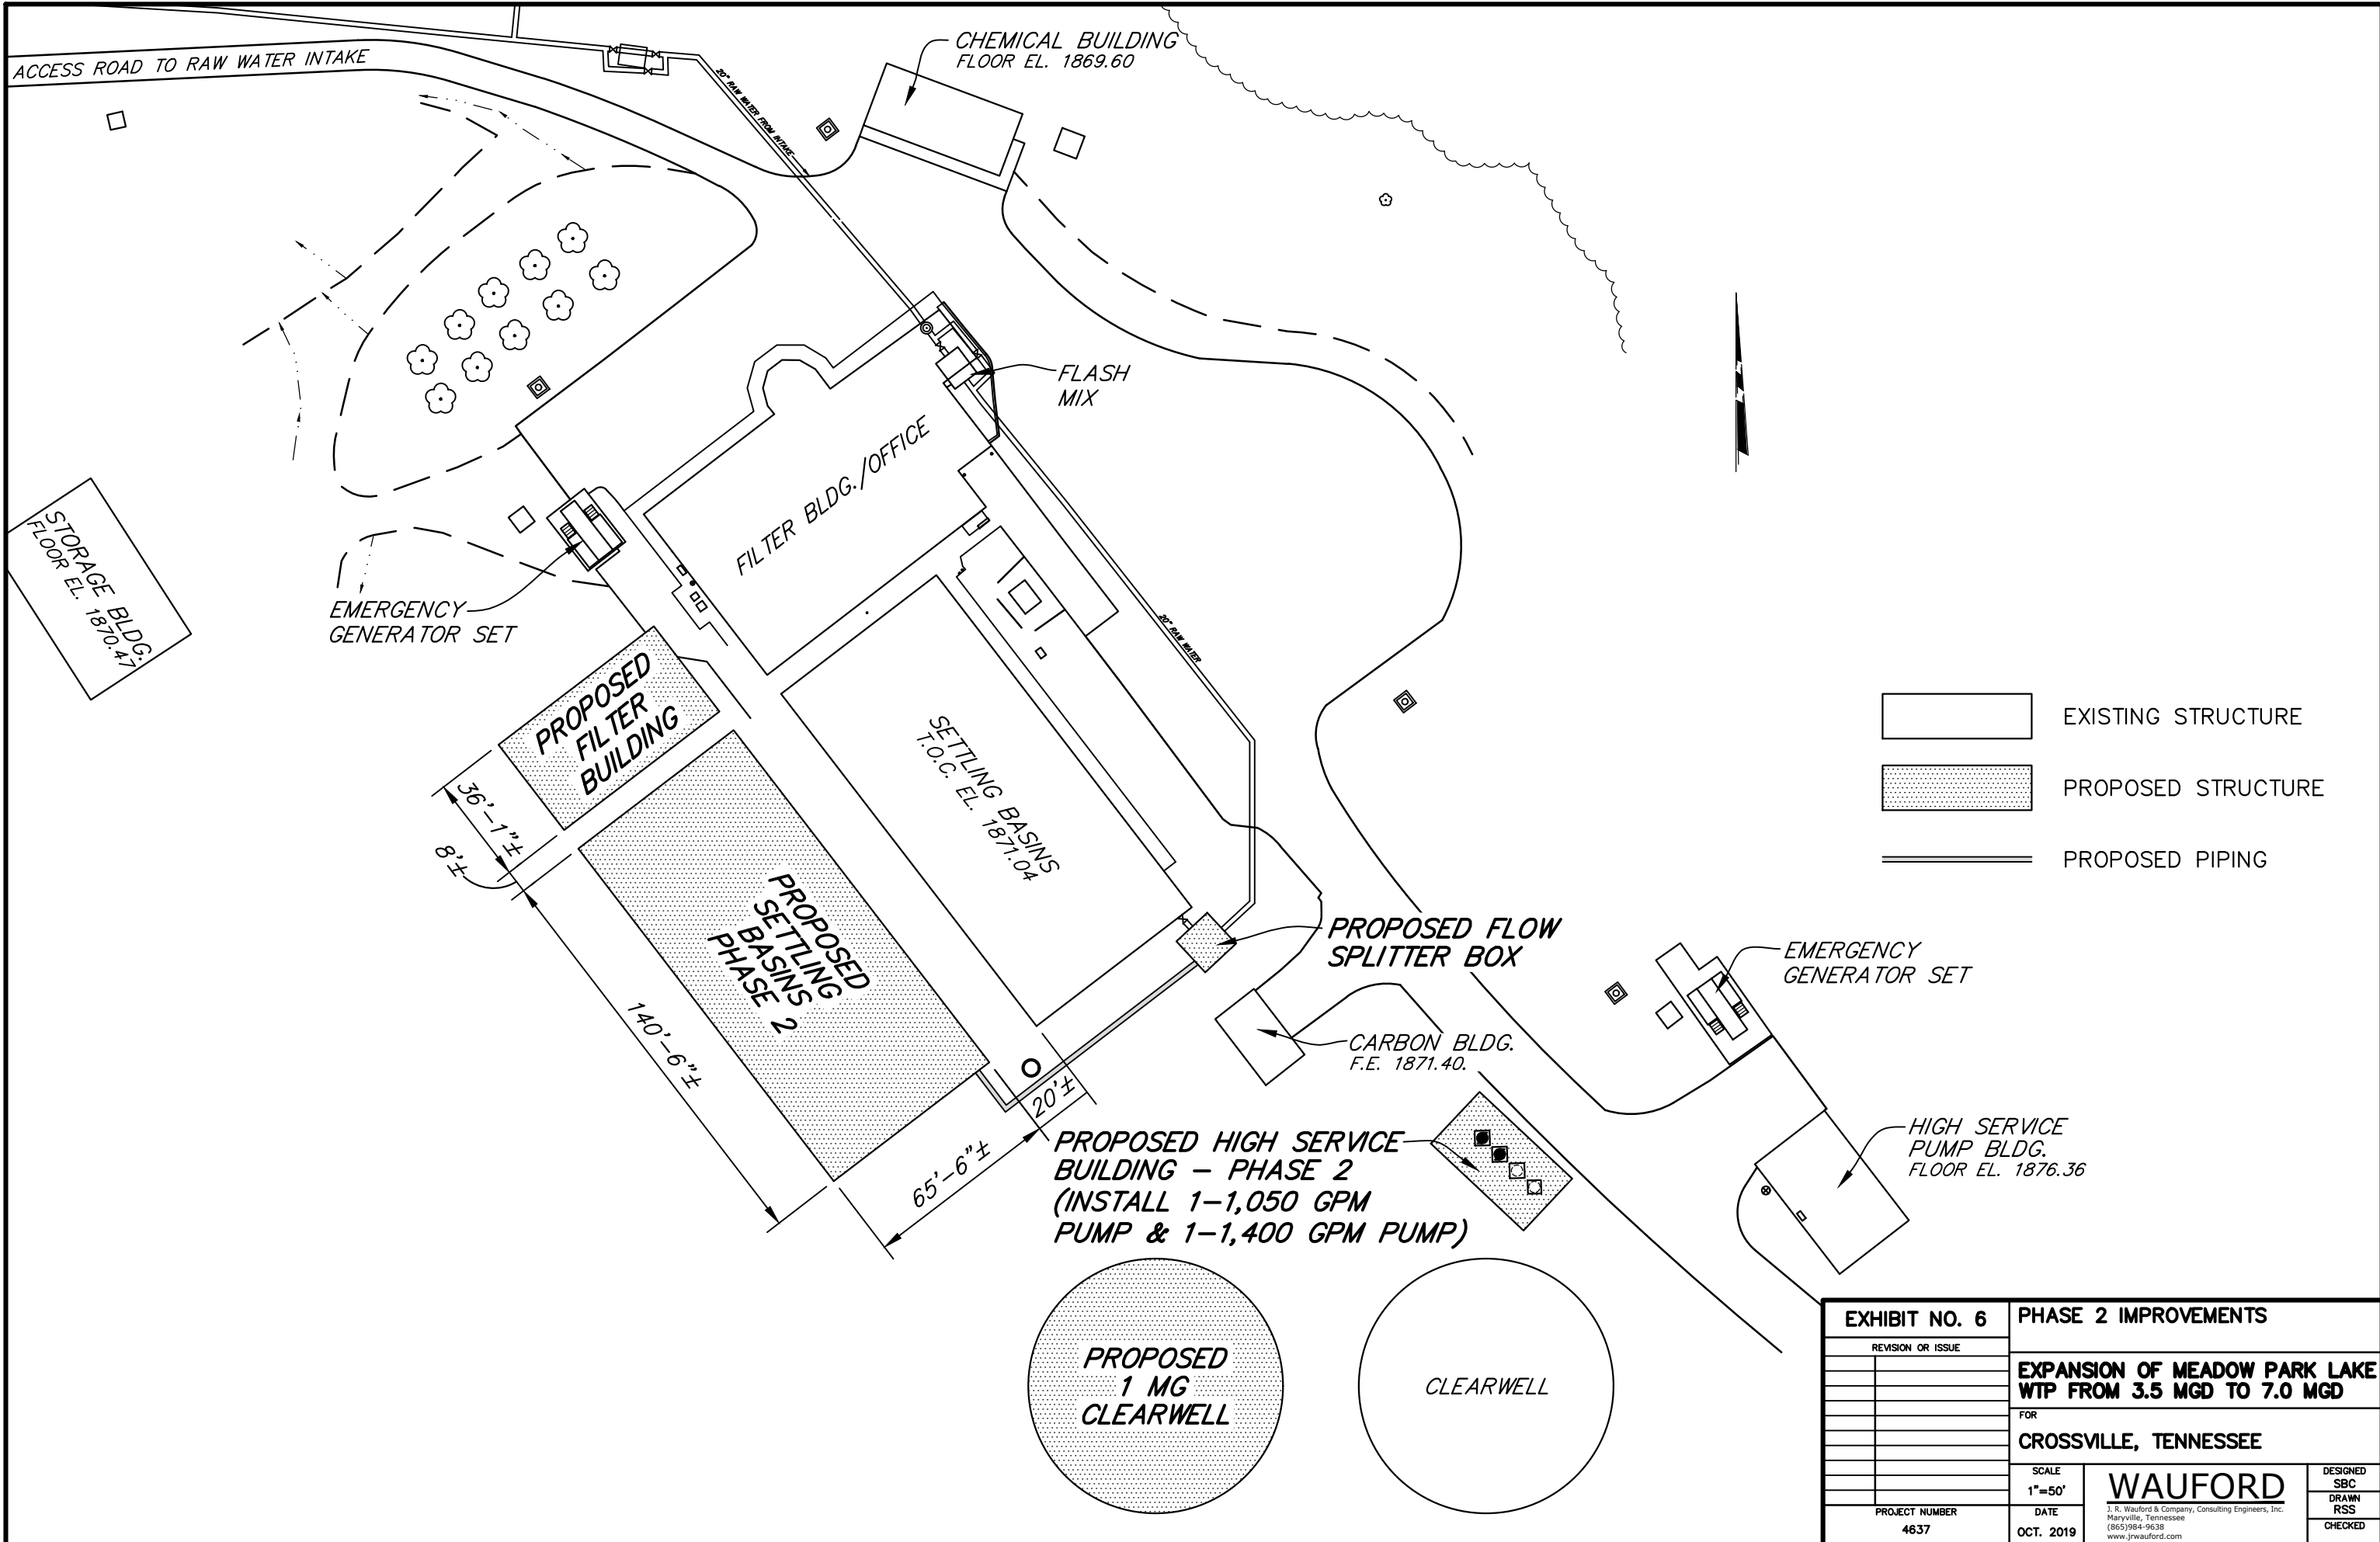 ACCESS ROAD TO RAW WATER INTAKE
CHEMICAL BUILDING
FLOOR EL. 1869.60
20" RAW WATER FROM INTAKE
FLASH
MIX
FILTER BLDG./OFFICE
STORAGE BLDG.
FLOOR EL. 1870.47
EMERGENCY
GENERATOR SET
20" RAW WATER
PROPOSED
FILTER
BUILDING
SETTLING BASINS
T.O.C. EL. 1871.04
EXISTING STRUCTURE
PROPOSED STRUCTURE
PROPOSED PIPING
36'-1"±
8'±
PROPOSED
SETTLING
BASINS
PHASE 2
140'-6"±
65'-6"±
20'±
PROPOSED FLOW
SPLITTER BOX
EMERGENCY
GENERATOR SET
CARBON BLDG.
F.E. 1871.40.
PROPOSED HIGH SERVICE
BUILDING - PHASE 2
(INSTALL 1-1,050 GPM
PUMP & 1-1,400 GPM PUMP)
HIGH SERVICE
PUMP BLDG.
FLOOR EL. 1876.36
PROPOSED
1 MG
CLEARWELL
CLEARWELL
EXHIBIT NO. 6
PHASE 2 IMPROVEMENTS
REVISION OR ISSUE
EXPANSION OF MEADOW PARK LAKE
WTP FROM 3.5 MGD TO 7.0 MGD
FOR
CROSSVILLE, TENNESSEE
SCALE
1"=50'
WAUFORD
J. R. Wauford & Company, Consulting Engineers, Inc.
Maryville, Tennessee
(865)984-9638
www.jrwauford.com
DESIGNED
SBC
DRAWN
RSS
CHECKED
PROJECT NUMBER
4637
DATE
OCT. 2019